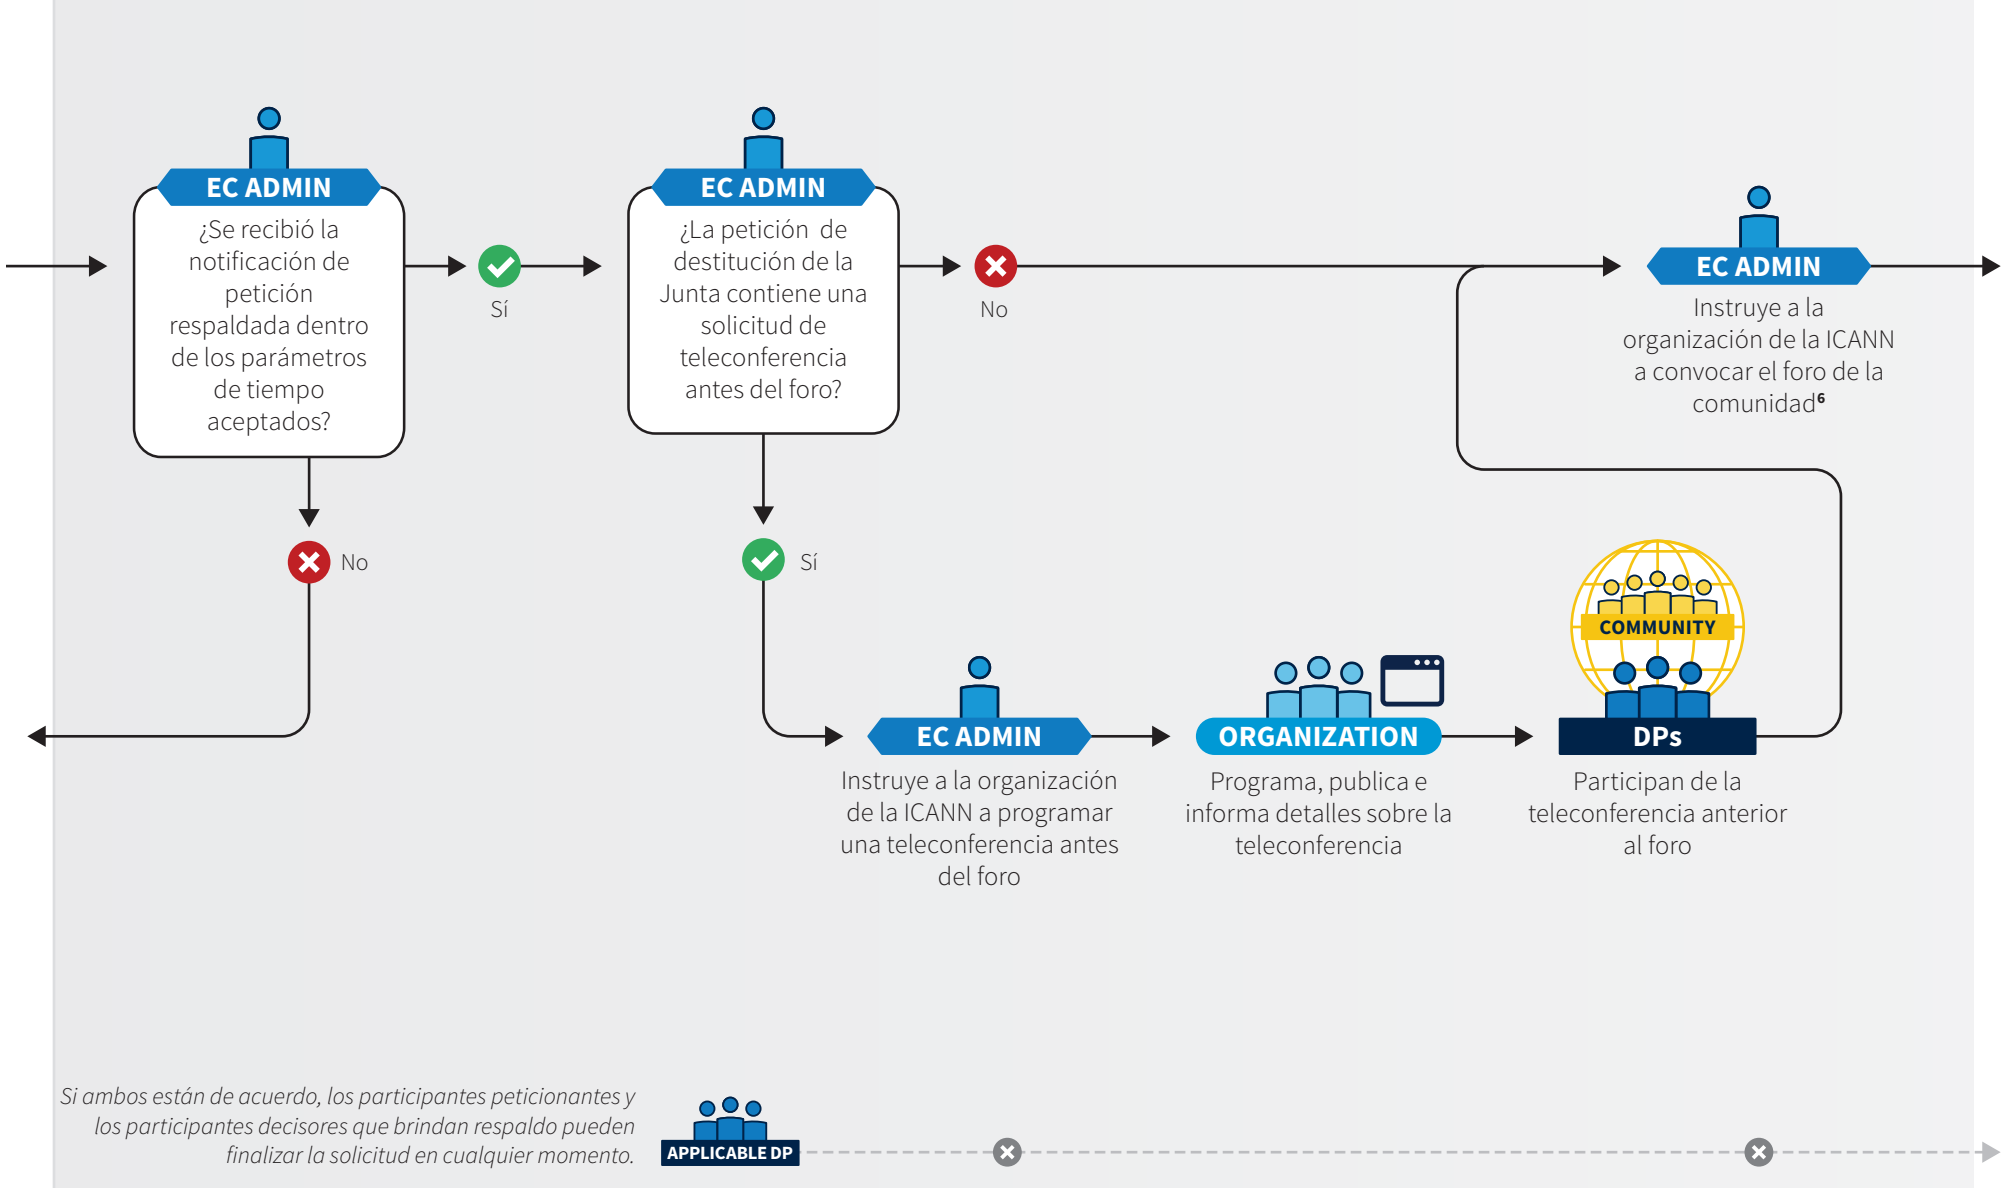 EC ADMIN
¿Se recibió la
notificación de
petición
respaldada dentro
de los parámetros
de tiempo
aceptados?
Sí
No
EC ADMIN
¿La petición de
destitución de la
Junta contiene una
solicitud de
teleconferencia
antes del foro?
No
Sí
EC ADMIN
Instruye a la
organización de la ICANN
a convocar el foro de la
comunidad⁶
EC ADMIN
Instruye a la organización
de la ICANN a programar
una teleconferencia antes
del foro
ORGANIZATION
Programa, publica e
informa detalles sobre la
teleconferencia
COMMUNITY
DPs
Participan de la
teleconferencia anterior
al foro
Si ambos están de acuerdo, los participantes peticionantes y
los participantes decisores que brindan respaldo pueden
finalizar la solicitud en cualquier momento.
APPLICABLE DP